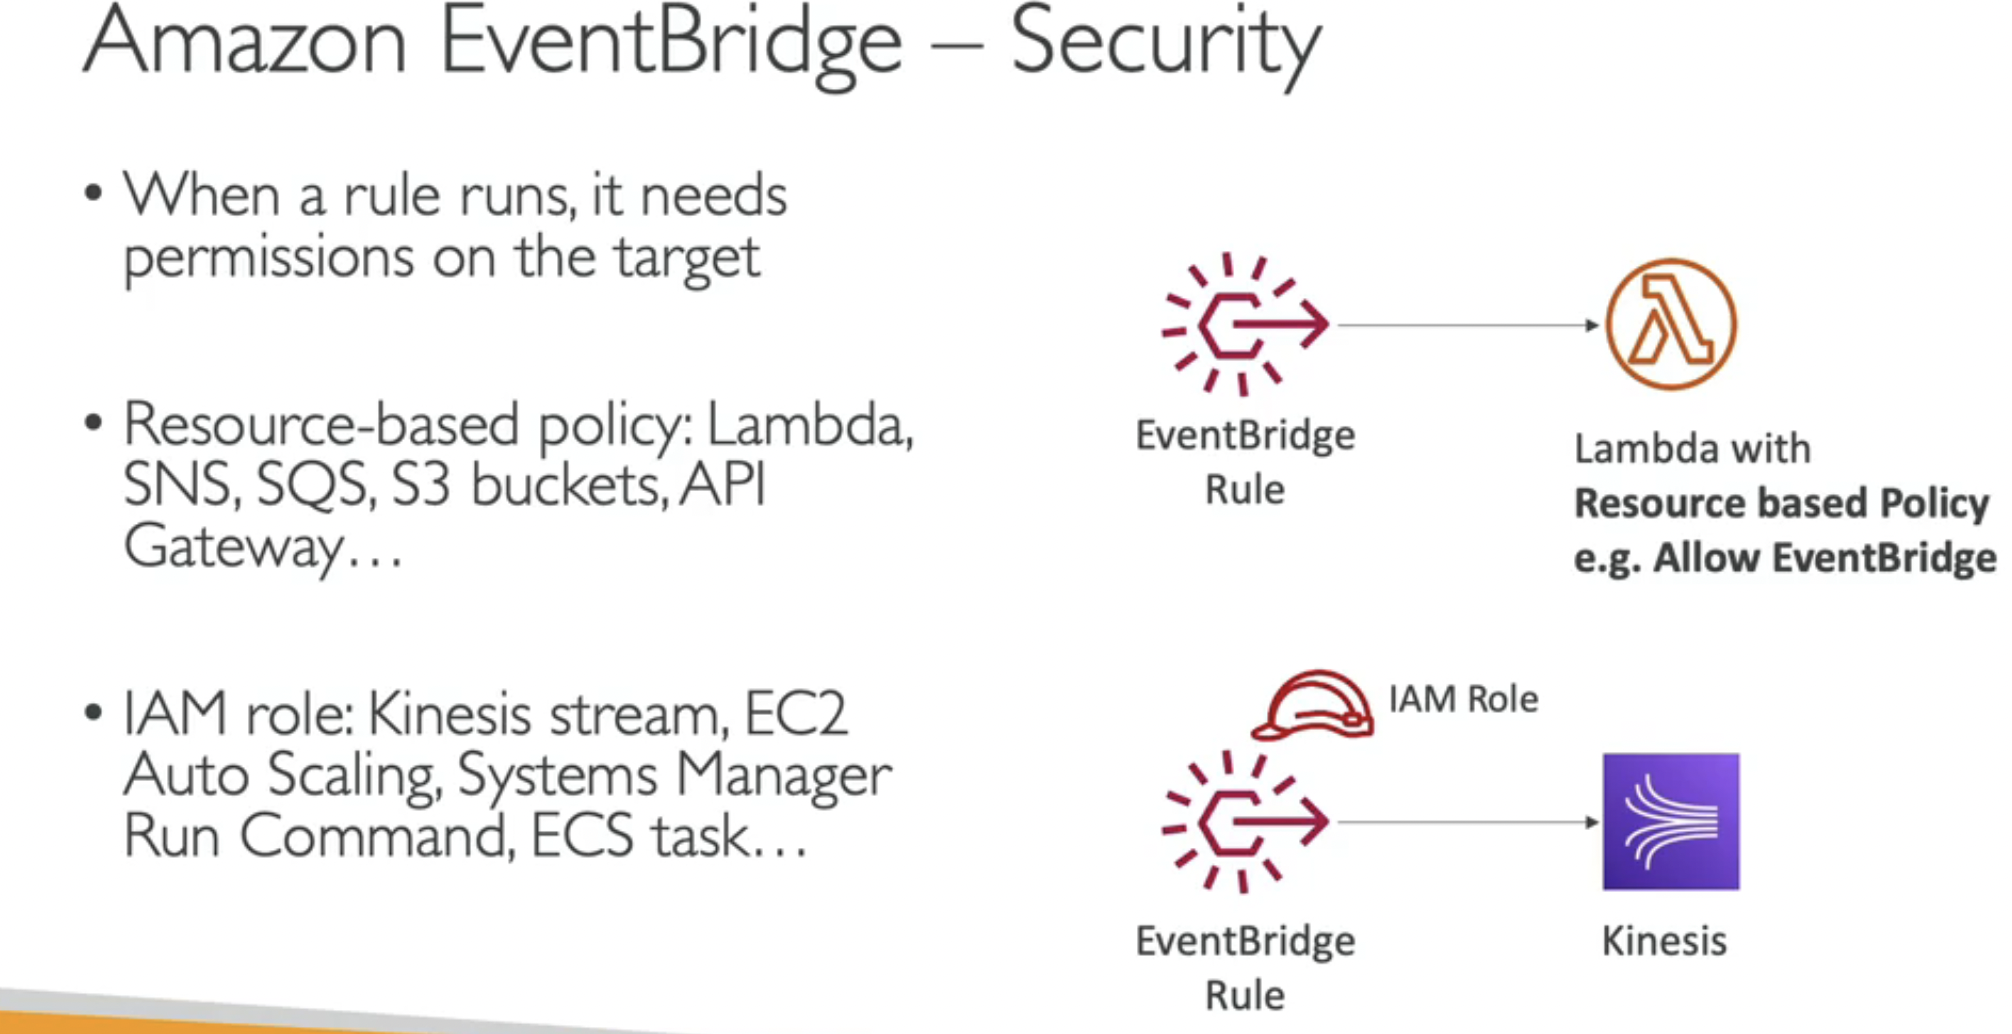 Amazon EventBridge – Security
• When a rule runs, it needs
permissions on the target
• Resource-based policy: Lambda,
SNS, SQS, S3 buckets, API
Gateway…
• IAM role: Kinesis stream, EC2
Auto Scaling, Systems Manager
Run Command, ECS task…
EventBridge
Rule
Lambda with
Resource based Policy
e.g. Allow EventBridge
IAM Role
EventBridge
Rule
Kinesis